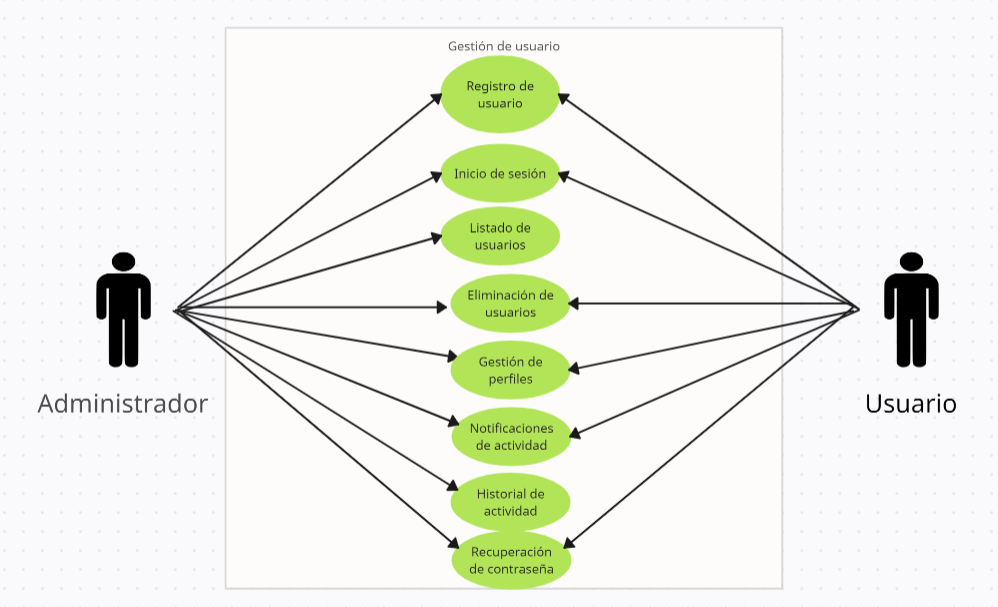 Gestión de usuario
Registro de
usuario
Inicio de sesión
Listado de
usuarios
Eliminación de
usuarios
Gestión de
perfiles
Notificaciones
de actividad
Historial de
actividad
Recuperación
de contraseña
Administrador
Usuario